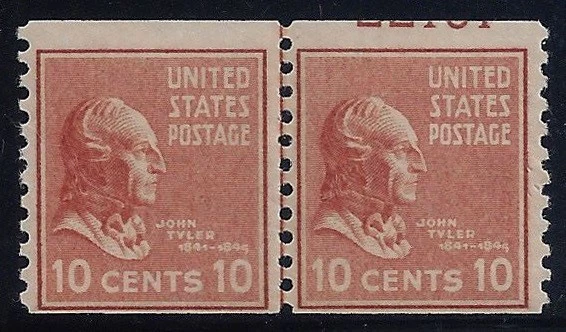 UNITED
STATES
POSTAGE
JOHN
TYLER
1841-1845
10 CENTS 10
UNITED
STATES
POSTAGE
JOHN
TYLER
1841-1845
10 CENTS 10